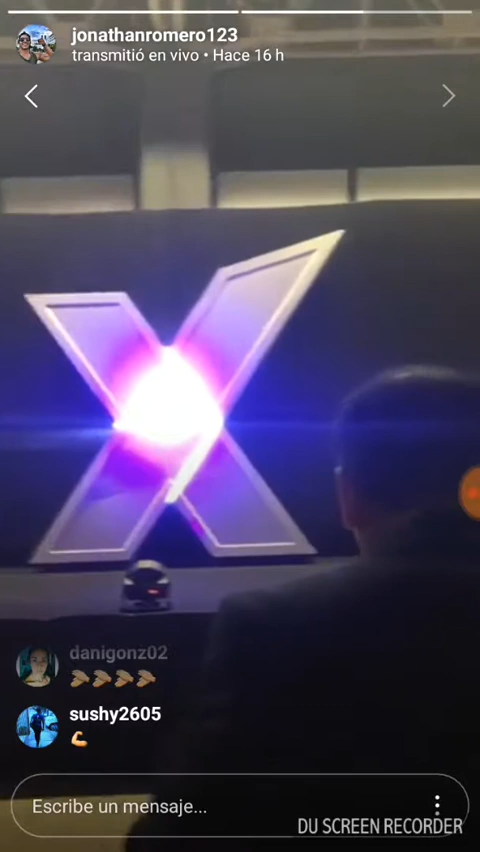 jonathanromero123
transmitió en vivo • Hace 16 h
X
danigonz02
sushy2605
Escribe un mensaje...
DU SCREEN RECORDER